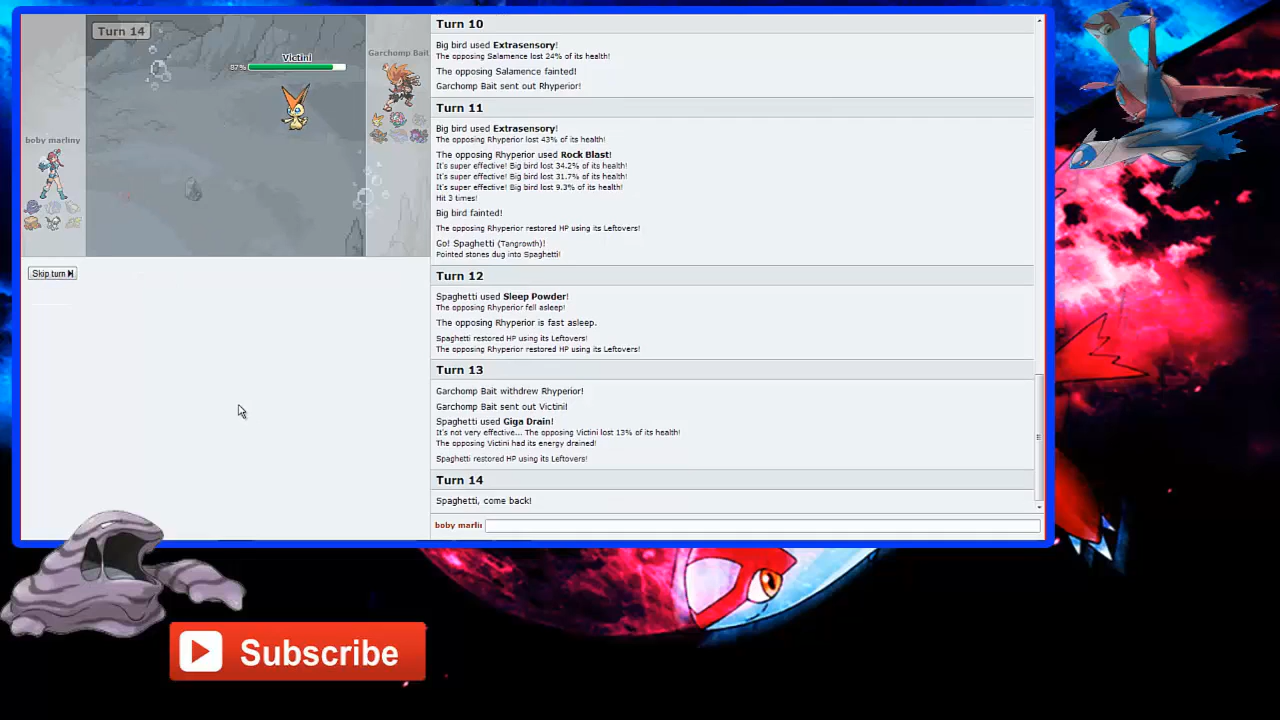 Turn 14
Victini
87%
Garchomp Bait
boby marliny
Skip turn
Turn 10
Big bird used Extrasensory!
The opposing Salamence lost 24% of its health!
The opposing Salamence fainted!
Garchomp Bait sent out Rhyperior!
Turn 11
Big bird used Extrasensory!
The opposing Rhyperior lost 43% of its health!
The opposing Rhyperior used Rock Blast!
It's super effective! Big bird lost 34.2% of its health!
It's super effective! Big bird lost 31.7% of its health!
It's super effective! Big bird lost 9.3% of its health!
Hit 3 times!
Big bird fainted!
The opposing Rhyperior restored HP using its Leftovers!
Go! Spaghetti (Tangrowth)!
Pointed stones dug into Spaghetti!
Turn 12
Spaghetti used Sleep Powder!
The opposing Rhyperior fell asleep!
The opposing Rhyperior is fast asleep.
Spaghetti restored HP using its Leftovers!
The opposing Rhyperior restored HP using its Leftovers!
Turn 13
Garchomp Bait withdrew Rhyperior!
Garchomp Bait sent out Victini!
Spaghetti used Giga Drain!
It's not very effective... The opposing Victini lost 13% of its health!
The opposing Victini had its energy drained!
Spaghetti restored HP using its Leftovers!
Turn 14
Spaghetti, come back!
boby marlin
Subscribe